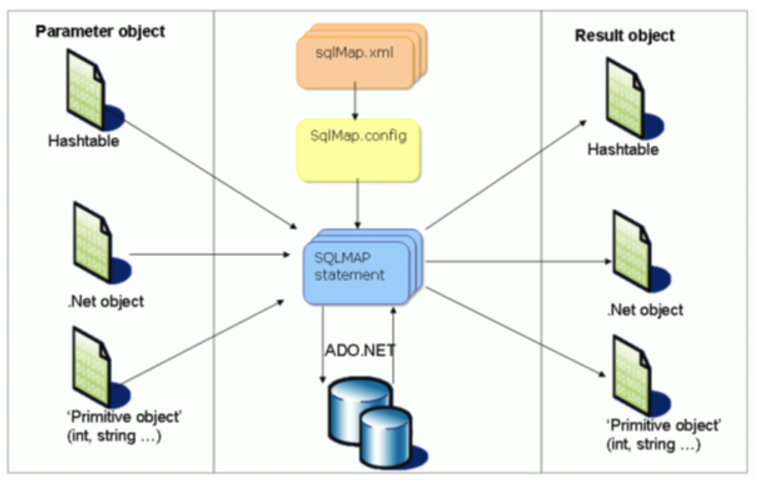 Parameter object
Hashtable
.Net object
'Primitive object'
(int, string ...)
sqlMap.xml
SqlMap.config
SQLMAP
statement
ADO.NET
Result object
Hashtable
.Net object
'Primitive object'
(int, string ...)